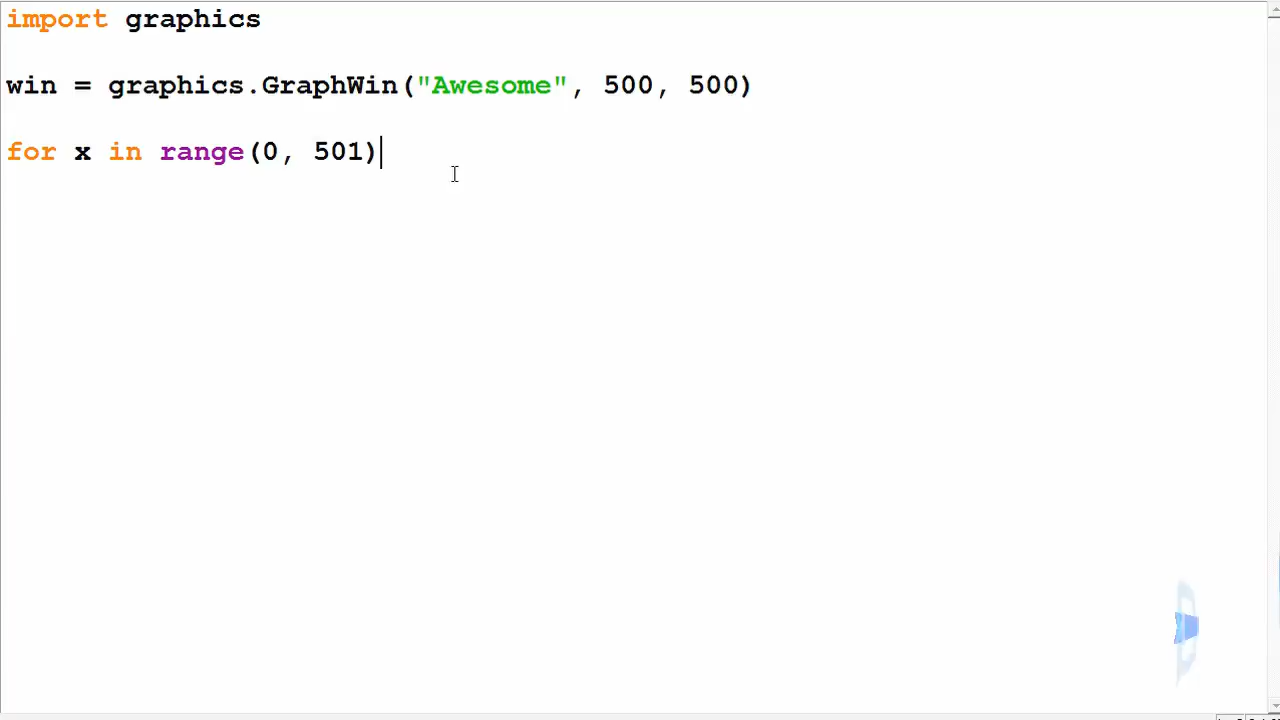 import graphics
win = graphics.GraphWin("Awesome", 500, 500)
for x in range(0, 501)